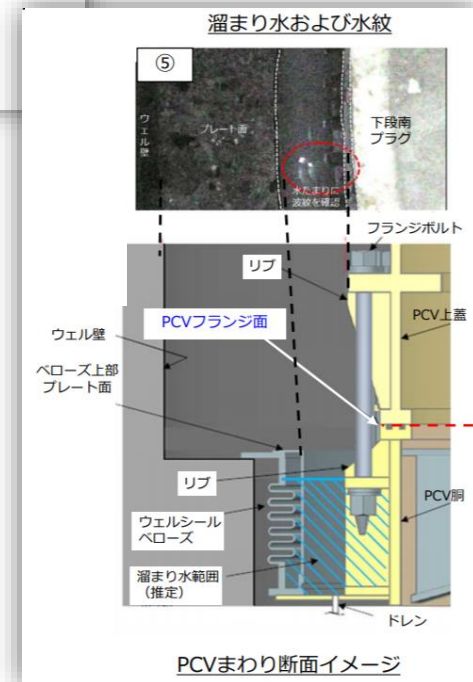 溜まり水および水紋
⑤
ウェル壁
プレート面
下段南
プラグ
水たまりに
波紋を確認
フランジボルト
リブ
PCV上蓋
PCVフランジ面
ウェル壁
ベローズ上部
プレート面
リブ
PCV胴
ウェルシール
ベローズ
溜まり水範囲
（推定）
ドレン
PCVまわり断面イメージ